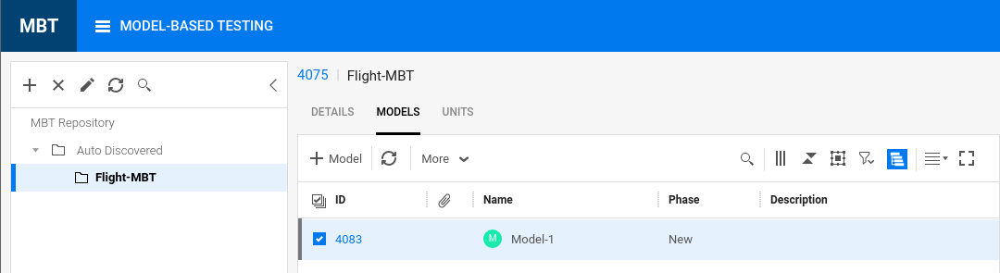 MBT MODEL-BASED TESTING
4075 | Flight-MBT
DETAILS MODELS UNITS
MBT Repository
Auto Discovered
Flight-MBT
Model More
ID Name Phase Description
4083 M Model-1 New